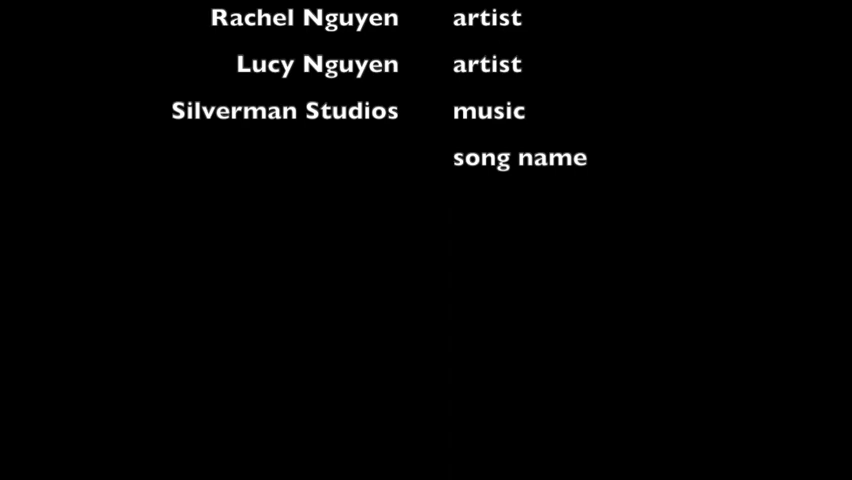 Rachel Nguyen artist
Lucy Nguyen artist
Silverman Studios music
song name